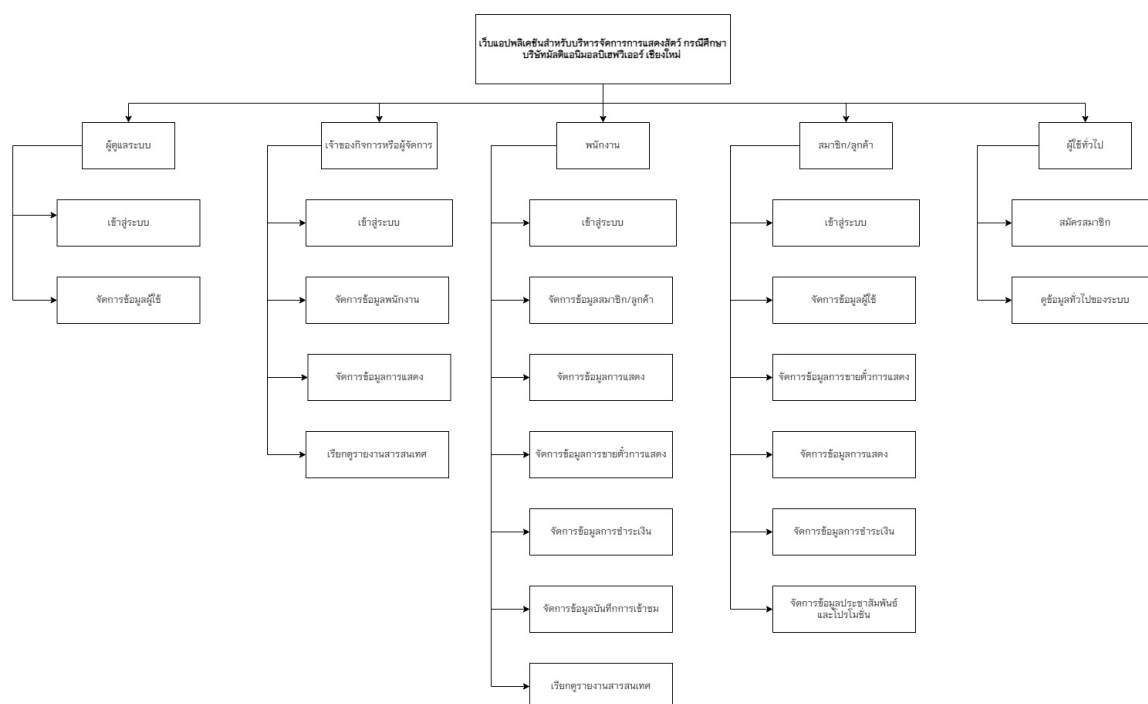 เว็บแอปพลิเคชันสำหรับบริหารจัดการการแสดงสัตว์ กรณีศึกษา
บริษัทมัลติแอนิมอลบิเฮฟวิเออร์ เชียงใหม่
ผู้ดูแลระบบ
เข้าสู่ระบบ
จัดการข้อมูลผู้ใช้
เจ้าของกิจการหรือผู้จัดการ
เข้าสู่ระบบ
จัดการข้อมูลพนักงาน
จัดการข้อมูลการแสดง
เรียกดูรายงานสารสนเทศ
พนักงาน
เข้าสู่ระบบ
จัดการข้อมูลสมาชิก/ลูกค้า
จัดการข้อมูลการแสดง
จัดการข้อมูลการขายตั๋วการแสดง
จัดการข้อมูลการชำระเงิน
จัดการข้อมูลบันทึกการเข้าชม
เรียกดูรายงานสารสนเทศ
สมาชิก/ลูกค้า
เข้าสู่ระบบ
จัดการข้อมูลผู้ใช้
จัดการข้อมูลการขายตั๋วการแสดง
จัดการข้อมูลการแสดง
จัดการข้อมูลการชำระเงิน
จัดการข้อมูลประชาสัมพันธ์
และโปรโมชั่น
ผู้ใช้ทั่วไป
สมัครสมาชิก
ดูข้อมูลทั่วไปของระบบ